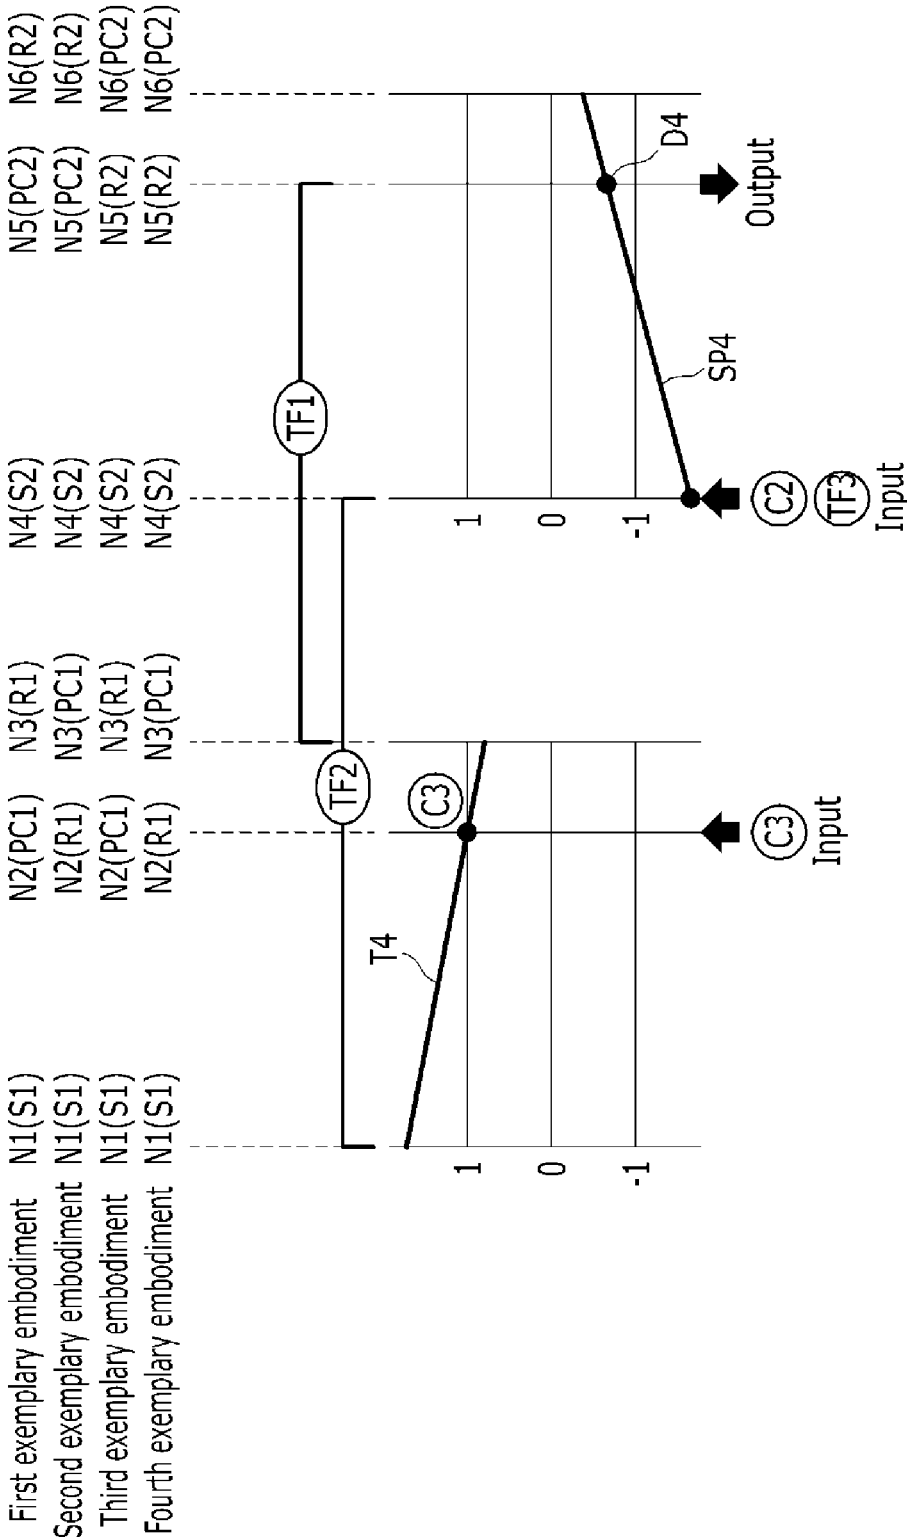 First exemplary embodiment N1(S1) N2(PC1) N3(R1) N4(S2) N5(PC2) N6(R2)
Second exemplary embodiment N1(S1) N2(R1) N3(PC1) N4(S2) N5(PC2) N6(R2)
Third exemplary embodiment N1(S1) N2(PC1) N3(R1) N4(S2) N5(R2) N6(PC2)
Fourth exemplary embodiment N1(S1) N2(R1) N3(PC1) N4(S2) N5(R2) N6(PC2)
TF1
TF2
T4
C3
1
1
0
0
-1
-1
D4
SP4
C3
C2
Output
TF3
Input
Input